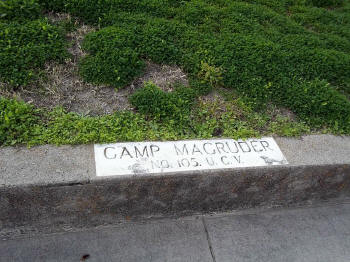 CAMP MAGRUDER
NO. 105. U.C.V.